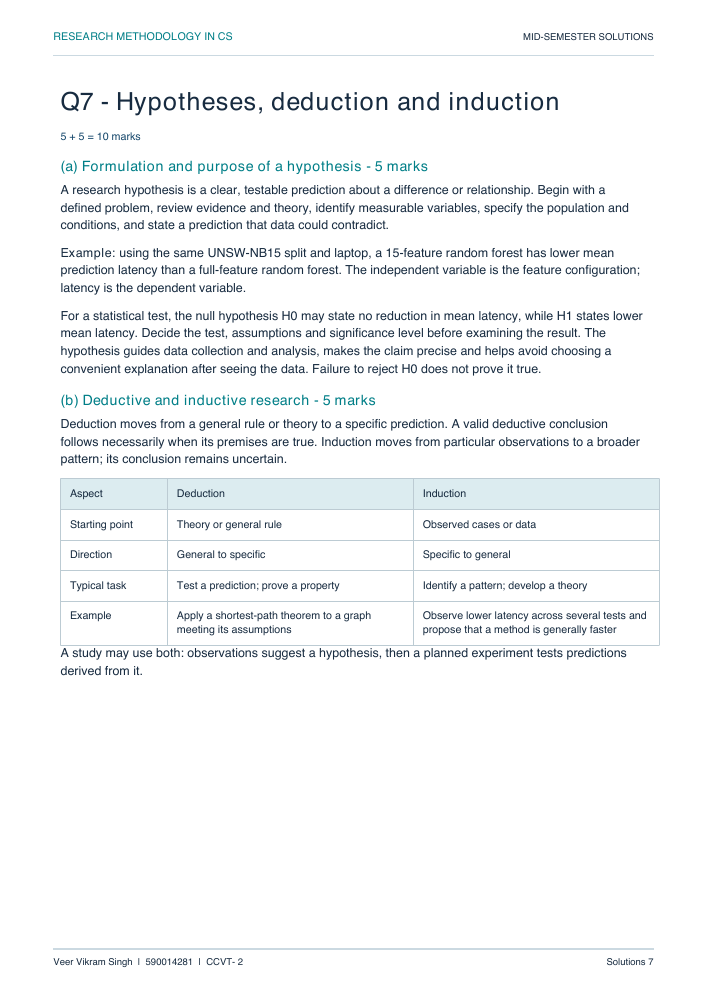 RESEARCH METHODOLOGY IN CS
MID-SEMESTER SOLUTIONS
Q7 - Hypotheses, deduction and induction
5 + 5 = 10 marks
(a) Formulation and purpose of a hypothesis - 5 marks
A research hypothesis is a clear, testable prediction about a difference or relationship. Begin with a
defined problem, review evidence and theory, identify measurable variables, specify the population and
conditions, and state a prediction that data could contradict.
Example: using the same UNSW-NB15 split and laptop, a 15-feature random forest has lower mean
prediction latency than a full-feature random forest. The independent variable is the feature configuration;
latency is the dependent variable.
For a statistical test, the null hypothesis H0 may state no reduction in mean latency, while H1 states lower
mean latency. Decide the test, assumptions and significance level before examining the result. The
hypothesis guides data collection and analysis, makes the claim precise and helps avoid choosing a
convenient explanation after seeing the data. Failure to reject H0 does not prove it true.
(b) Deductive and inductive research - 5 marks
Deduction moves from a general rule or theory to a specific prediction. A valid deductive conclusion
follows necessarily when its premises are true. Induction moves from particular observations to a broader
pattern; its conclusion remains uncertain.
Aspect Deduction Induction
Starting point Theory or general rule Observed cases or data
Direction General to specific Specific to general
Typical task Test a prediction; prove a property Identify a pattern; develop a theory
Example Apply a shortest-path theorem to a graph Observe lower latency across several tests and
meeting its assumptions propose that a method is generally faster
A study may use both: observations suggest a hypothesis, then a planned experiment tests predictions
derived from it.
Veer Vikram Singh | 590014281 | CCVT- 2
Solutions 7